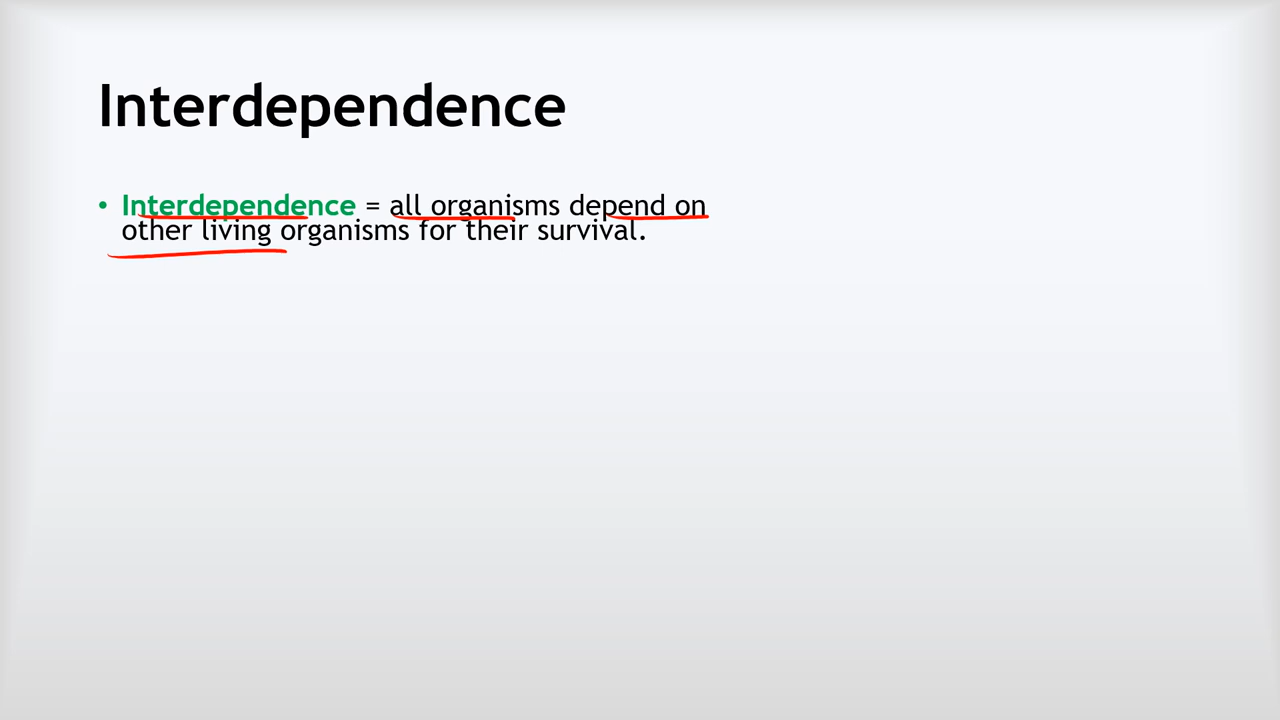 Interdependence
• Interdependence = all organisms depend on
other living organisms for their survival.